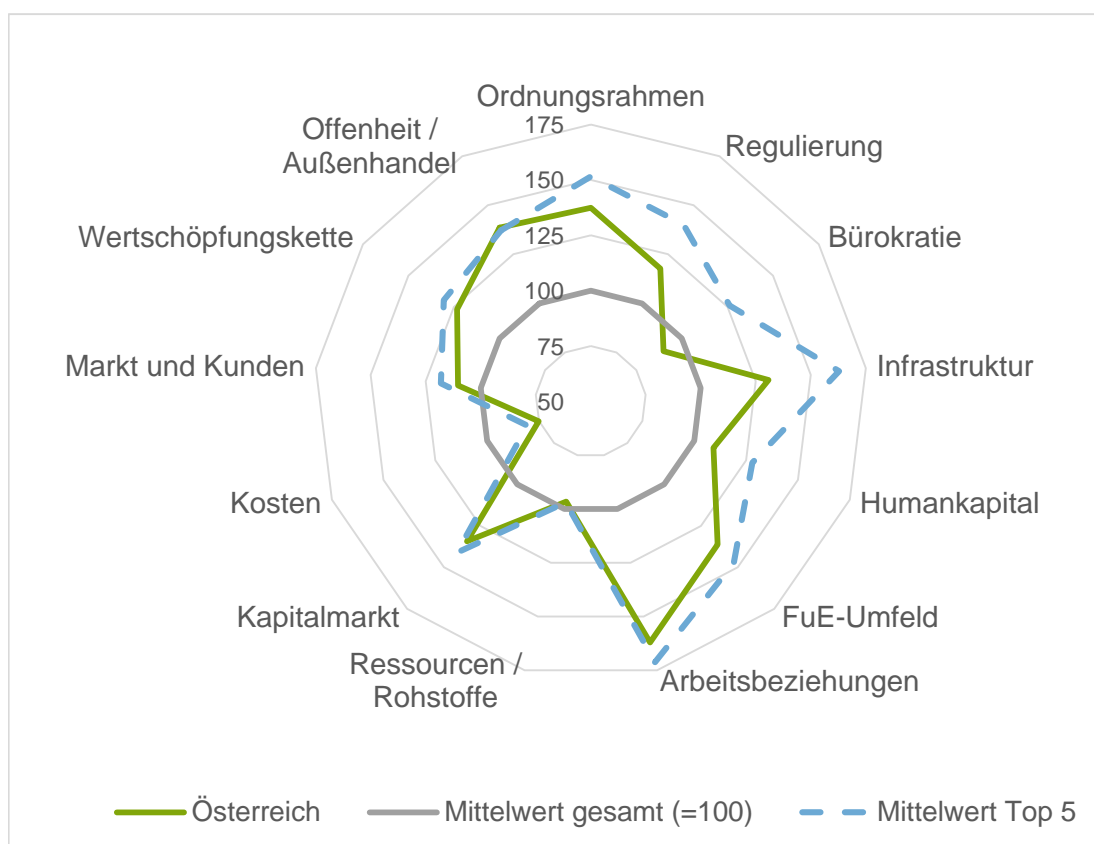 Ordnungsrahmen
Offenheit /
Außenhandel
175
Regulierung
150
Wertschöpfungskette
Bürokratie
125
100
75
Markt und Kunden
Infrastruktur
50
Kosten
Humankapital
Kapitalmarkt
FuE-Umfeld
Ressourcen /
Rohstoffe
Arbeitsbeziehungen
Österreich
Mittelwert gesamt (=100)
Mittelwert Top 5